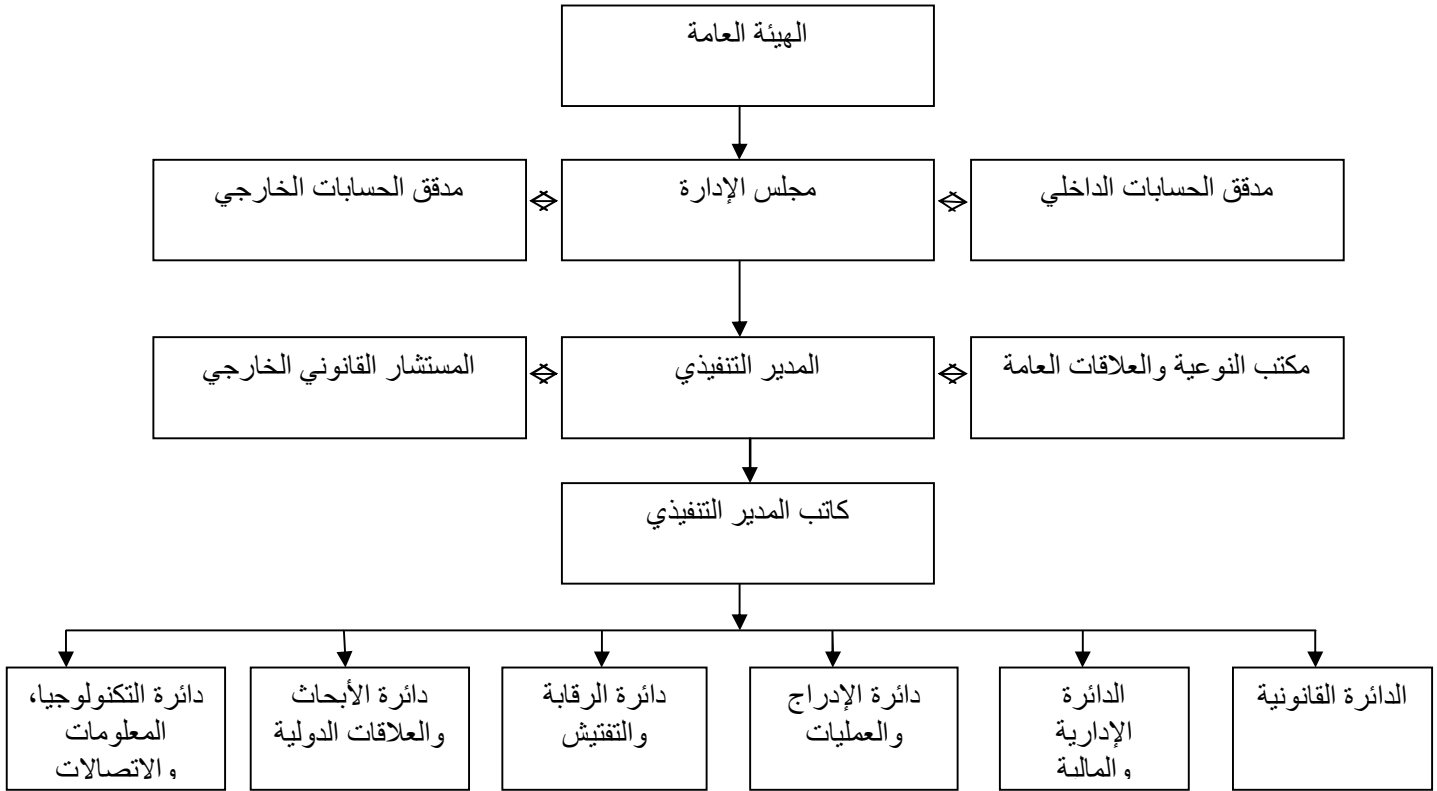 الهيئة العامة
مدقق الحسابات الداخلي
مجلس الإدارة
مدقق الحسابات الخارجي
مكتب النوعية والعلاقات العامة
المدير التنفيذي
المستشار القانوني الخارجي
كاتب المدير التنفيذي
الدائرة القانونية
الدائرة
الإدارية
والمالية
دائرة الإدراج
والعمليات
دائرة الرقابة
والتفتيش
دائرة الأبحاث
والعلاقات الدولية
دائرة التكنولوجيا،
المعلومات
والاتصالات